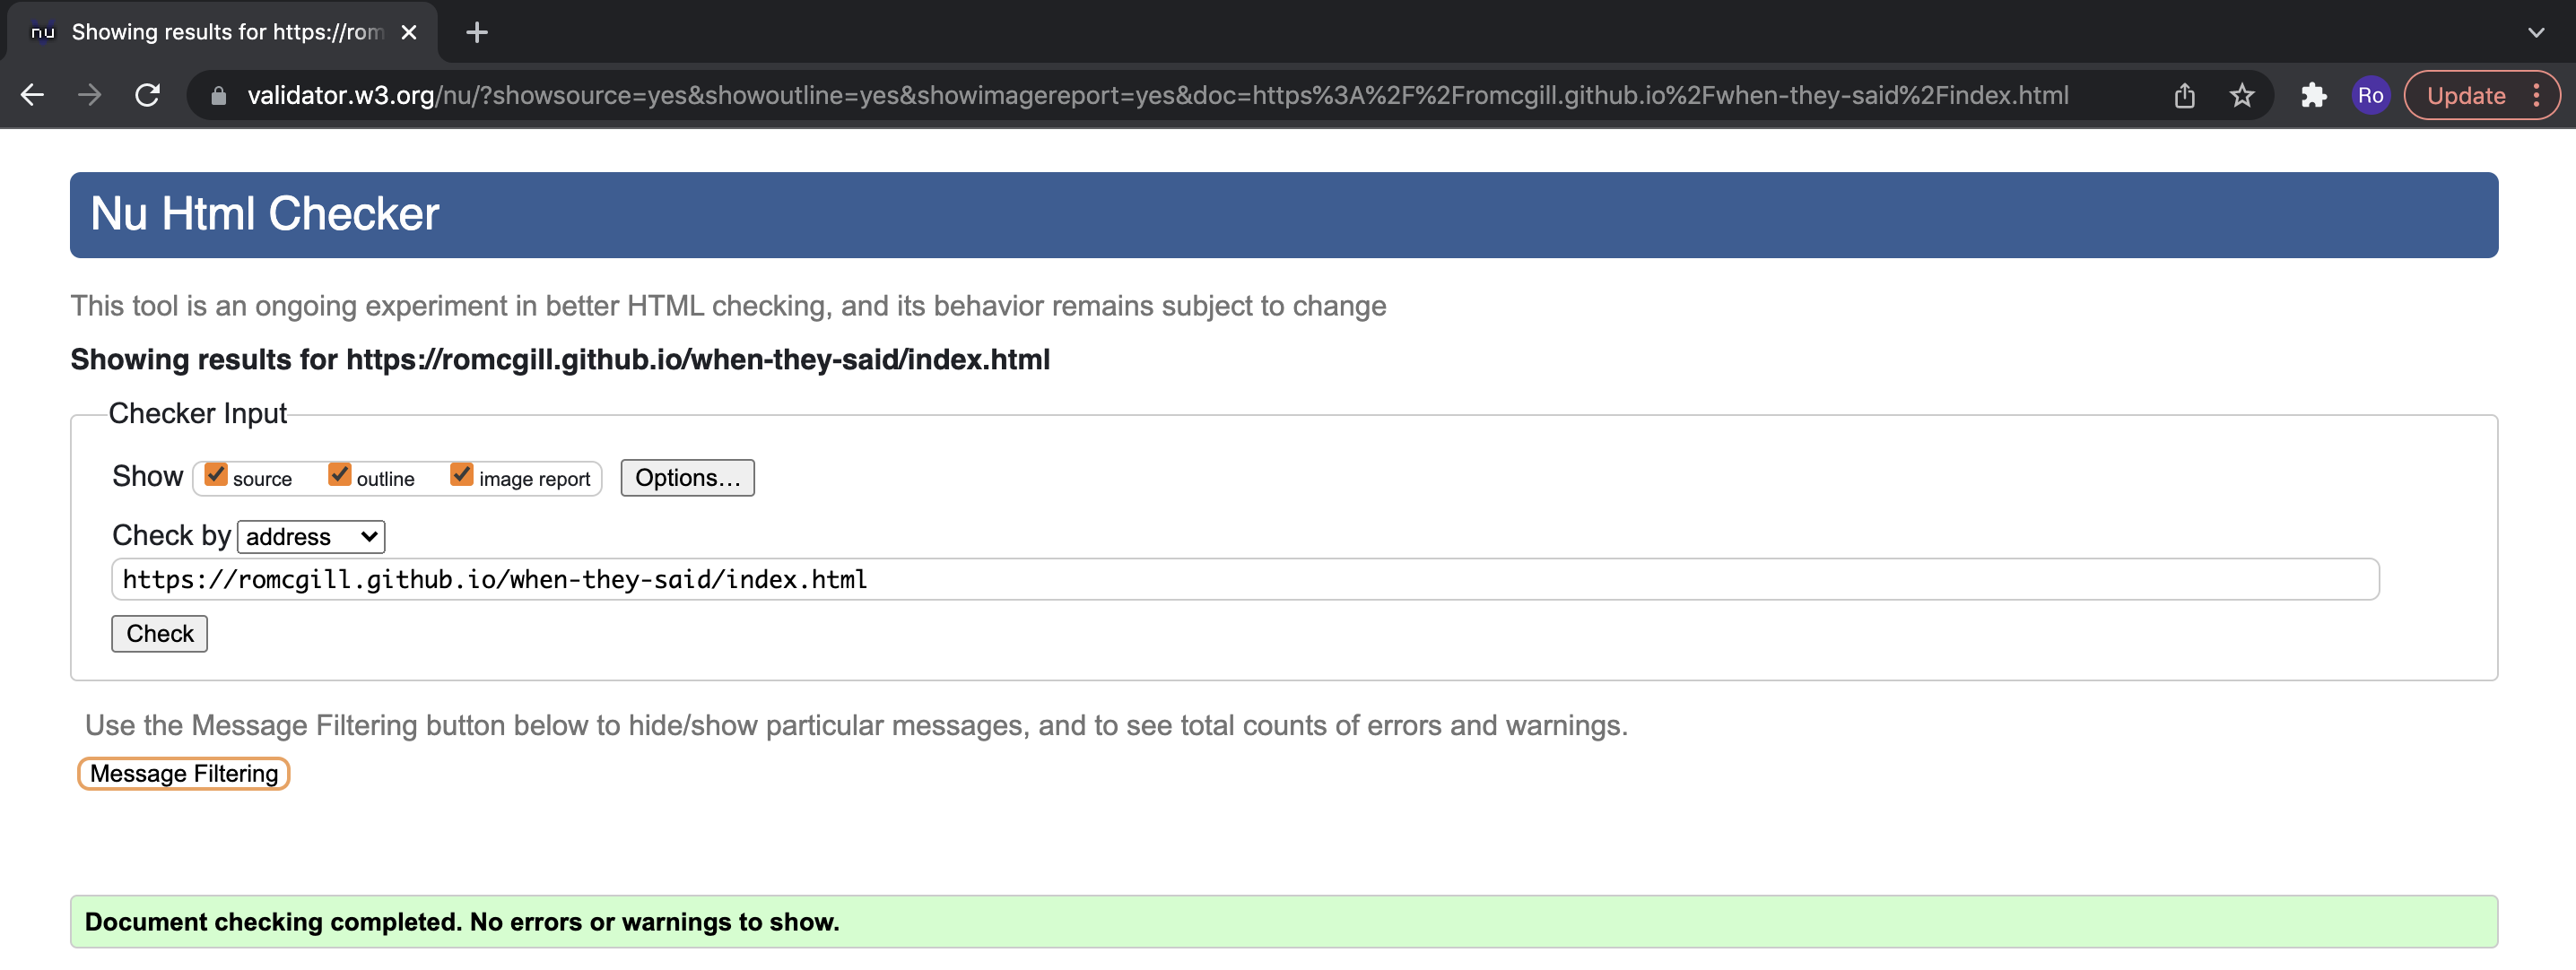 nu Showing results for https://rom
validator.w3.org/nu/?showsource=yes&showoutline=yes&showimagereport=yes&doc=https%3A%2F%2Fromcgill.github.io%2Fwhen-they-said%2Findex.html Ro Update
Nu Html Checker
This tool is an ongoing experiment in better HTML checking, and its behavior remains subject to change
Showing results for https://romcgill.github.io/when-they-said/index.html
Checker Input
Show source outline image report Options...
Check by address
https://romcgill.github.io/when-they-said/index.html
Check
Use the Message Filtering button below to hide/show particular messages, and to see total counts of errors and warnings.
Message Filtering
Document checking completed. No errors or warnings to show.